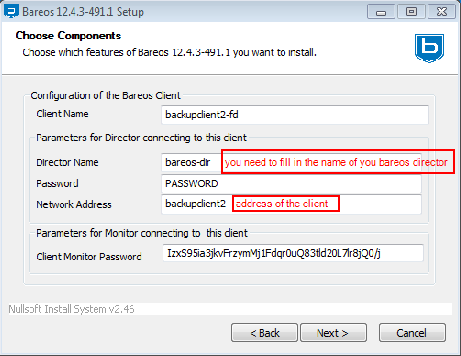 Bareos 12.4.3-491.1 Setup
Choose Components
Choose which features of Bareos 12.4.3-491.1 you want to install.
Configuration of the Bareos Client
Client Name backupclient2-fd
Parameters for Director connecting to this client
Director Name bareos-dir you need to fill in the name of you bareos director
Password PASSWORD
Network Address backupclient2 address of the client
Parameters for Monitor connecting to this client
Client Monitor Password
Nullsoft Install System v2.46
< Back Next > Cancel